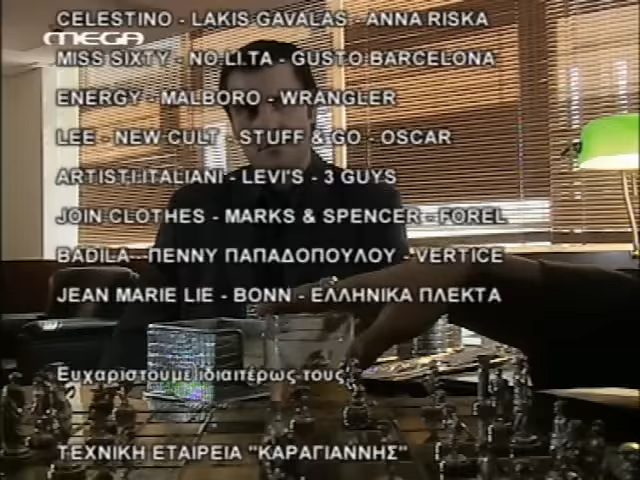 CELESTINO - LAKIS GAVALAS - ANNA RISKA
MEGA
MISS SIXTY - NO.LI.TA - GUSTO BARCELONA
ENERGY - MALBORO - WRANGLER
LEE - NEW CULT - STUFF & GO - OSCAR
ARTISTI ITALIANI - LEVI'S - 3 GUYS
JOIN CLOTHES - MARKS & SPENCER - FOREL
BADILA - ΠΕΝΝΥ ΠΑΠΑΔΟΠΟΥΛΟΥ - VERTICE
JEAN MARIE LIE - BONN - ΕΛΛΗΝΙΚΑ ΠΛΕΚΤΑ
Ευχαριστούμε ιδιαιτέρως τους
ΤΕΧΝΙΚΗ ΕΤΑΙΡΕΙΑ "ΚΑΡΑΓΙΑΝΝΗΣ"